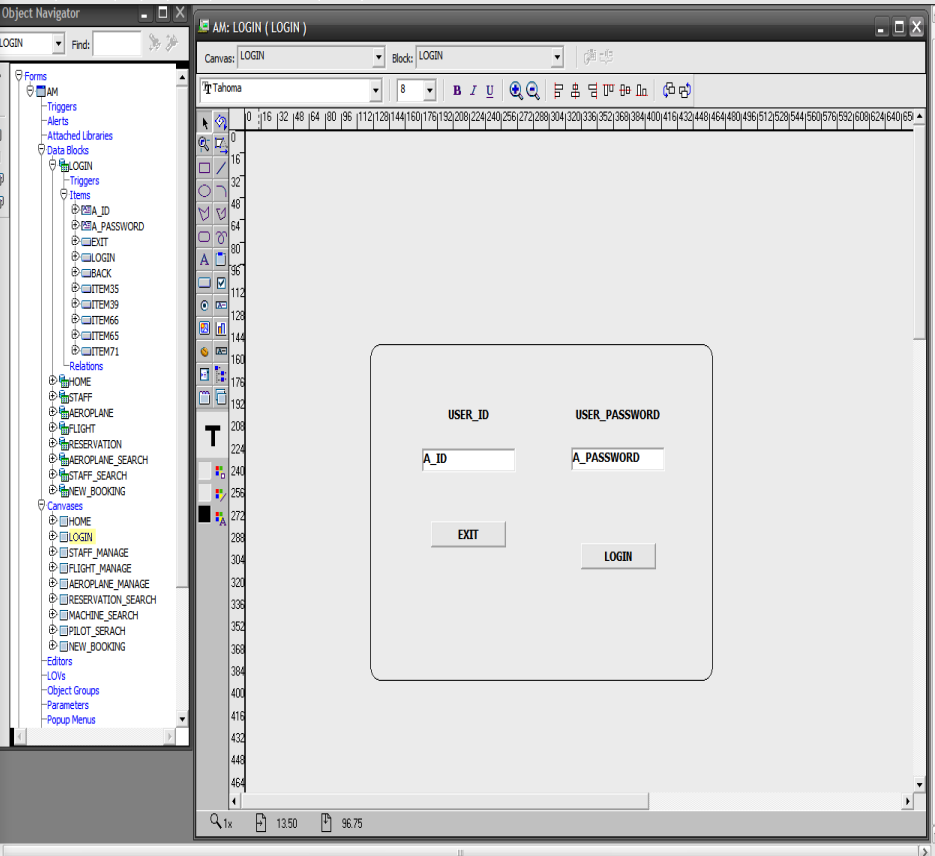 Object Navigator
LOGIN
Find:
Forms
AM
Triggers
Alerts
Attached Libraries
Data Blocks
LOGIN
Triggers
Items
A_ID
A_PASSWORD
EXIT
LOGIN
BACK
ITEM35
ITEM39
ITEM66
ITEM65
ITEM71
Relations
HOME
STAFF
AEROPLANE
FLIGHT
RESERVATION
AEROPLANE_SEARCH
STAFF_SEARCH
NEW_BOOKING
Canvases
HOME
LOGIN
STAFF_MANAGE
FLIGHT_MANAGE
AEROPLANE_MANAGE
RESERVATION_SEARCH
MACHINE_SEARCH
PILOT_SERACH
NEW_BOOKING
Editors
LOVs
Object Groups
Parameters
Popup Menus
AM: LOGIN ( LOGIN )
Canvas: LOGIN Block: LOGIN
Tahoma 8 B I U
0 16 32 48 64 80 96 112 128 144 160 176 192 208 224 240 256 272 288 304 320 336 352 368 384 400 416 432 448 464 480 496 512 528 544 560 576 592 608 624 640
0
16
32
48
64
80
96
112
128
144
160
176
192
208
224
240
256
272
288
304
320
336
352
368
384
400
416
432
448
464
USER_ID USER_PASSWORD
A_ID A_PASSWORD
EXIT
LOGIN
1x 13.50 96.75